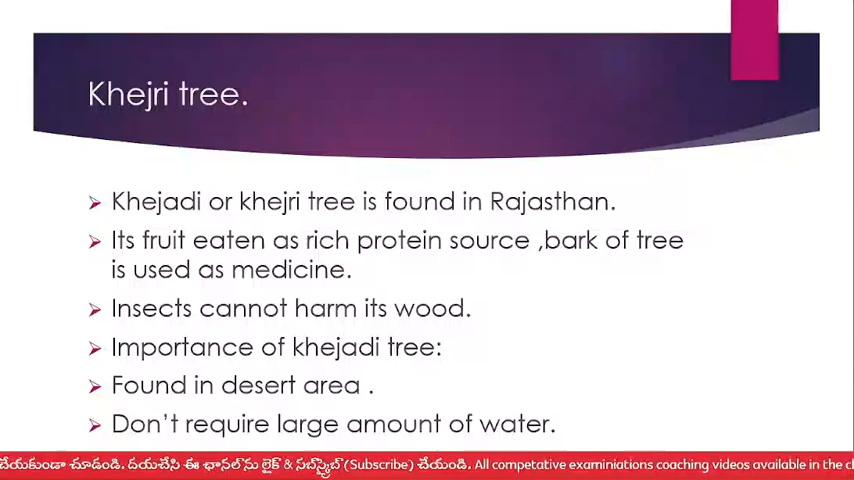 Khejri tree.
Khejadi or khejri tree is found in Rajasthan.
Its fruit eaten as rich protein source ,bark of tree
is used as medicine.
Insects cannot harm its wood.
Importance of khejadi tree:
Found in desert area .
Don't require large amount of water.
చేయకుండా చూడండి. దయచేసి ఈ ఛానల్‌ను లైక్ & సబ్‌స్క్రైబ్ (Subscribe) చేయండి. All competative examiniations coaching videos available in the